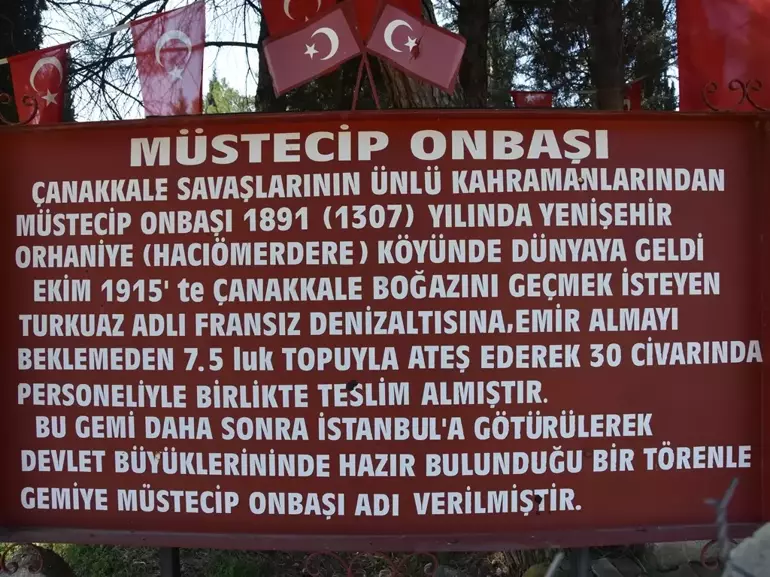 MÜSTECİP ONBAŞI
ÇANAKKALE SAVAŞLARININ ÜNLÜ KAHRAMANLARINDAN
MÜSTECİP ONBAŞI 1891 (1307) YILINDA YENİŞEHİR
ORHANİYE (HACIÖMERDERE) KÖYÜNDE DÜNYAYA GELDİ
EKİM 1915' te ÇANAKKALE BOĞAZINI GEÇMEK İSTEYEN
TURKUAZ ADLI FRANSIZ DENİZALTISINA,EMİR ALMAYI
BEKLEMEDEN 7.5 luk TOPUYLA ATEŞ EDEREK 30 CİVARINDA
PERSONELİYLE BİRLİKTE TESLİM ALMIŞTIR.
BU GEMİ DAHA SONRA İSTANBUL'A GÖTÜRÜLEREK
DEVLET BÜYÜKLERİNİNDE HAZIR BULUNDUĞU BİR TÖRENLE
GEMİYE MÜSTECİP ONBAŞI ADI VERİLMİŞTİR.